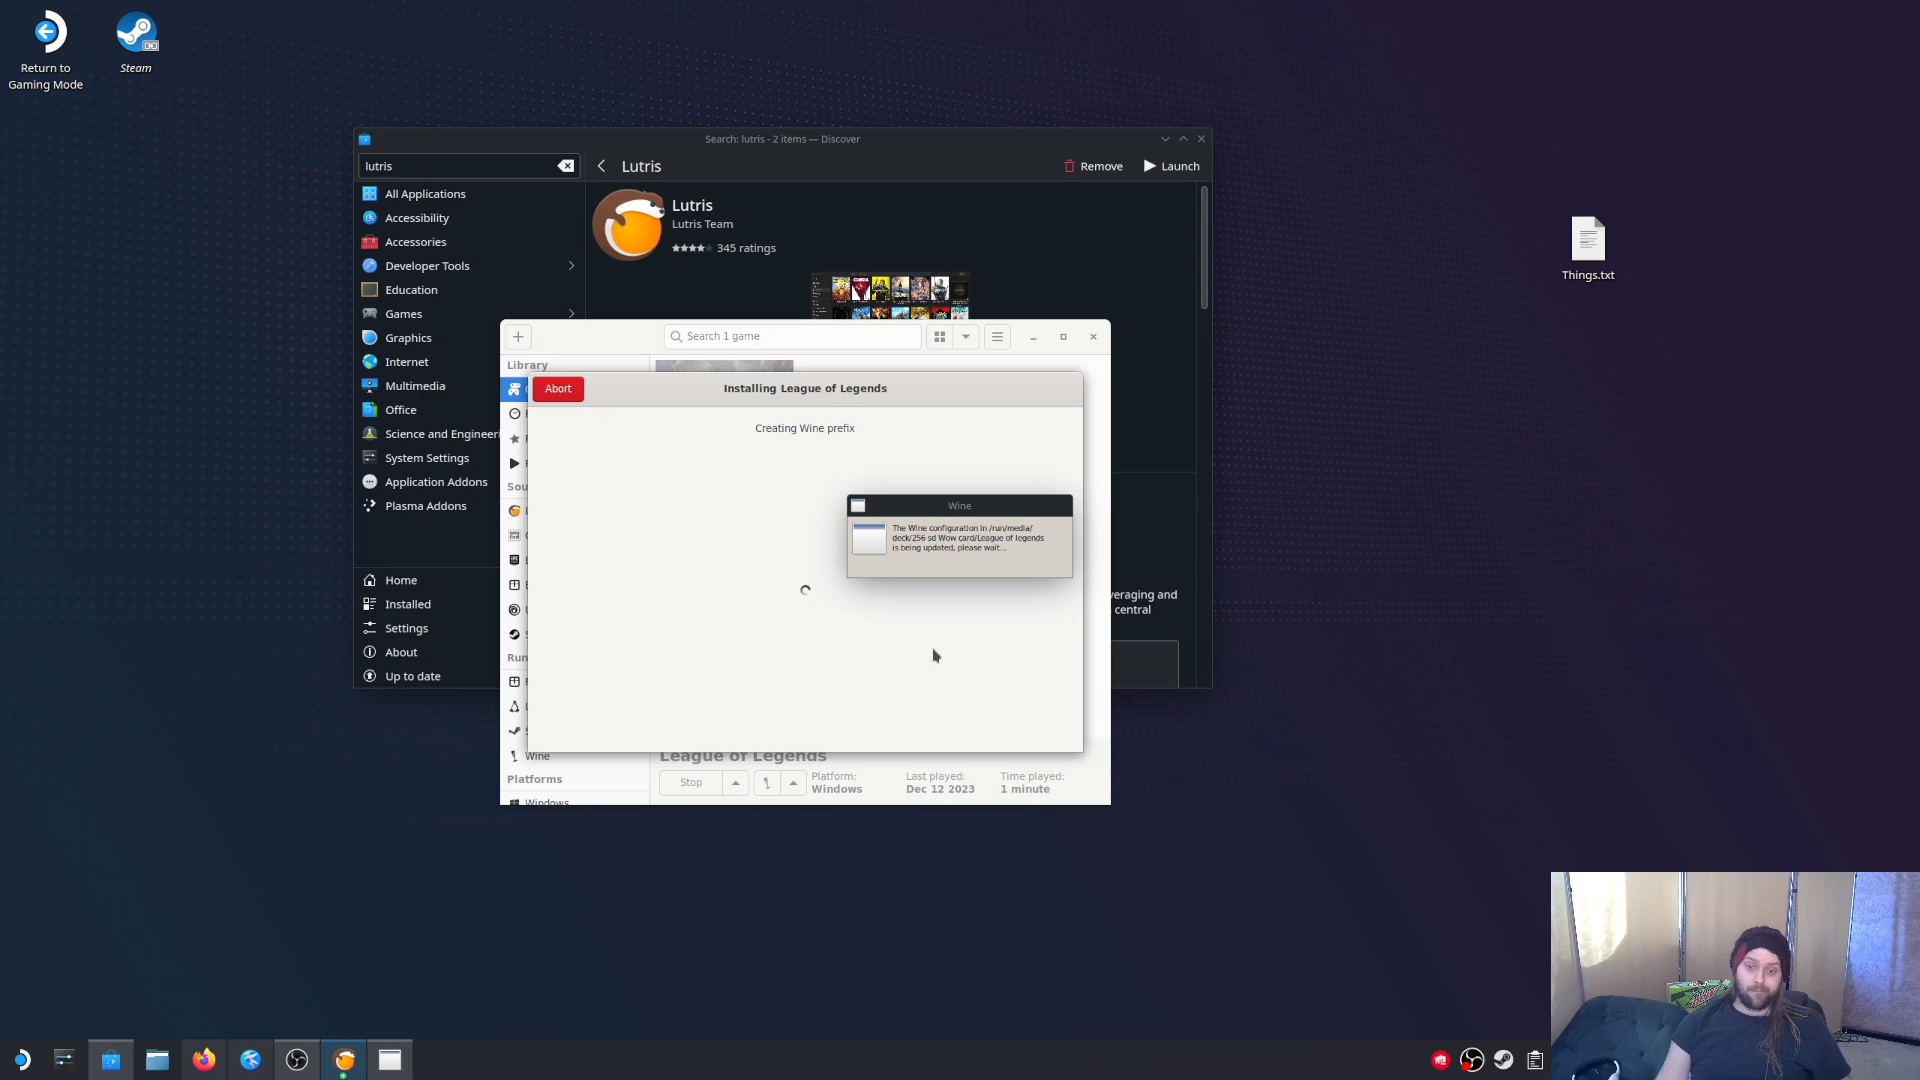 Return to
Gaming Mode
Steam
Things.txt
Search: lutris - 2 items — Discover
lutris
Lutris
Remove
Launch
All Applications
Accessibility
Accessories
Developer Tools
Education
Games
Graphics
Internet
Multimedia
Office
Science and Engineeri
System Settings
Application Addons
Plasma Addons
Home
Installed
Settings
About
Up to date
Lutris
Lutris Team
345 ratings
veraging and
central
Search 1 game
Library
Sou
Run
Wine
Platforms
Windows
Abort
Installing League of Legends
Creating Wine prefix
Wine
The Wine configuration in /run/media/
deck/256 sd Wow card/League of legends
is being updated, please wait...
League of Legends
Stop
Platform:
Windows
Last played:
Dec 12 2023
Time played:
1 minute